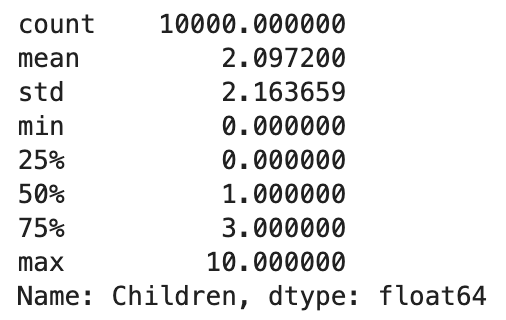 count    10000.000000
mean         2.097200
std          2.163659
min          0.000000
25%          0.000000
50%          1.000000
75%          3.000000
max         10.000000
Name: Children, dtype: float64